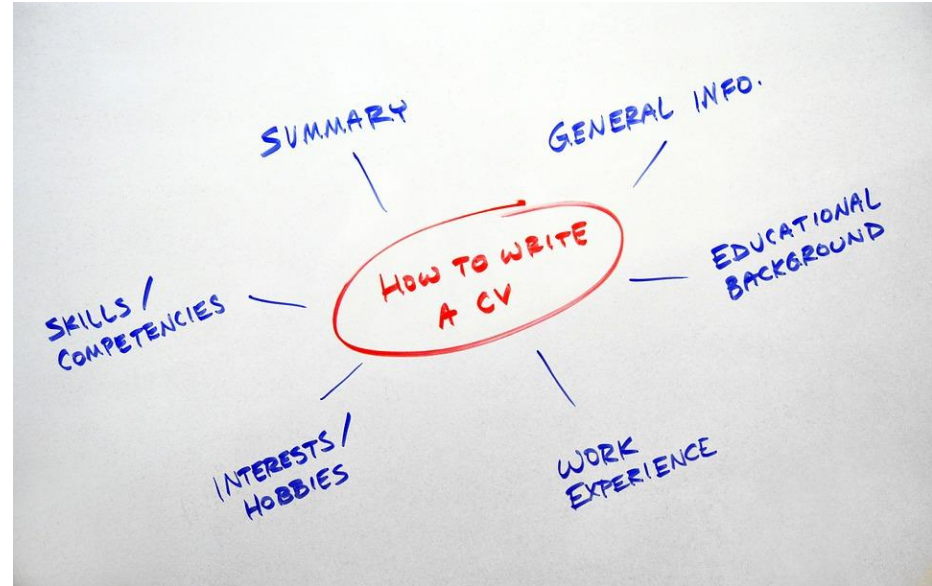 SUMMARY
GENERAL INFO.
HOW TO WRITE
A CV
EDUCATIONAL
BACKGROUND
SKILLS /
COMPETENCIES
INTERESTS /
HOBBIES
WORK
EXPERIENCE